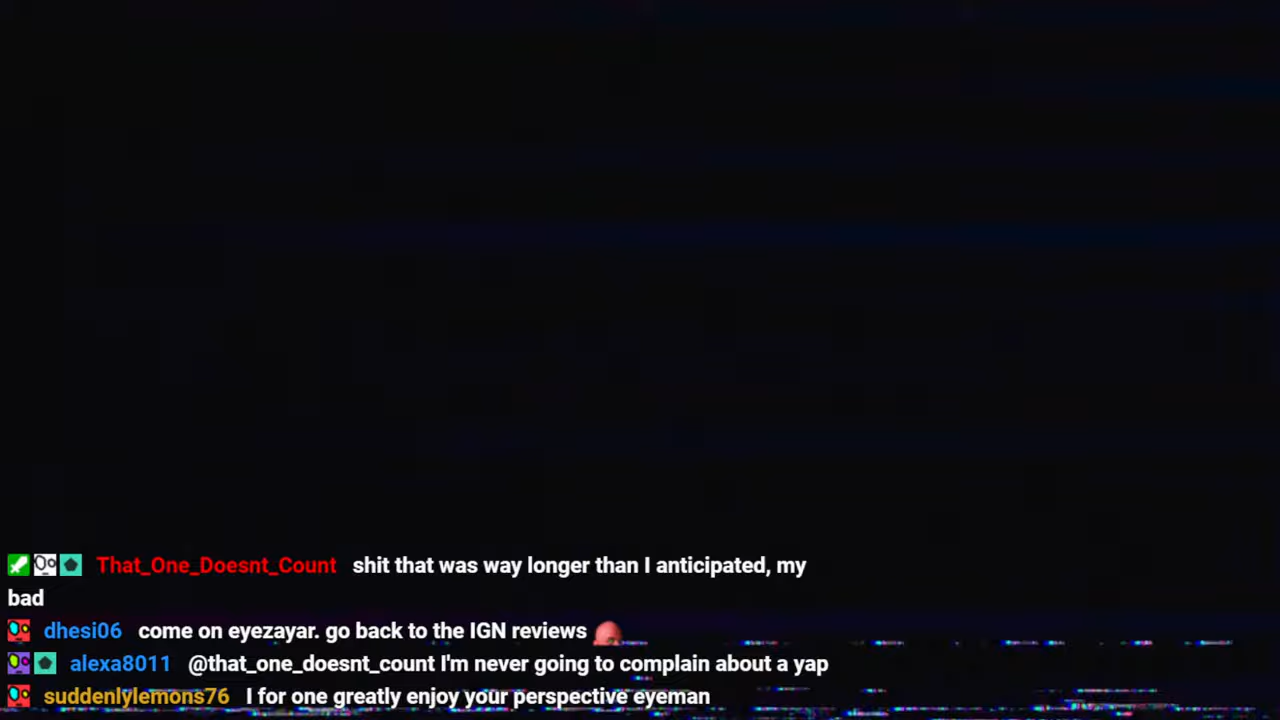 That_One_Doesnt_Count shit that was way longer than I anticipated, my
bad
dhesi06 come on eyezayar. go back to the IGN reviews
alexa8011 @that_one_doesnt_count I'm never going to complain about a yap
suddenlylemons76 I for one greatly enjoy your perspective eyeman